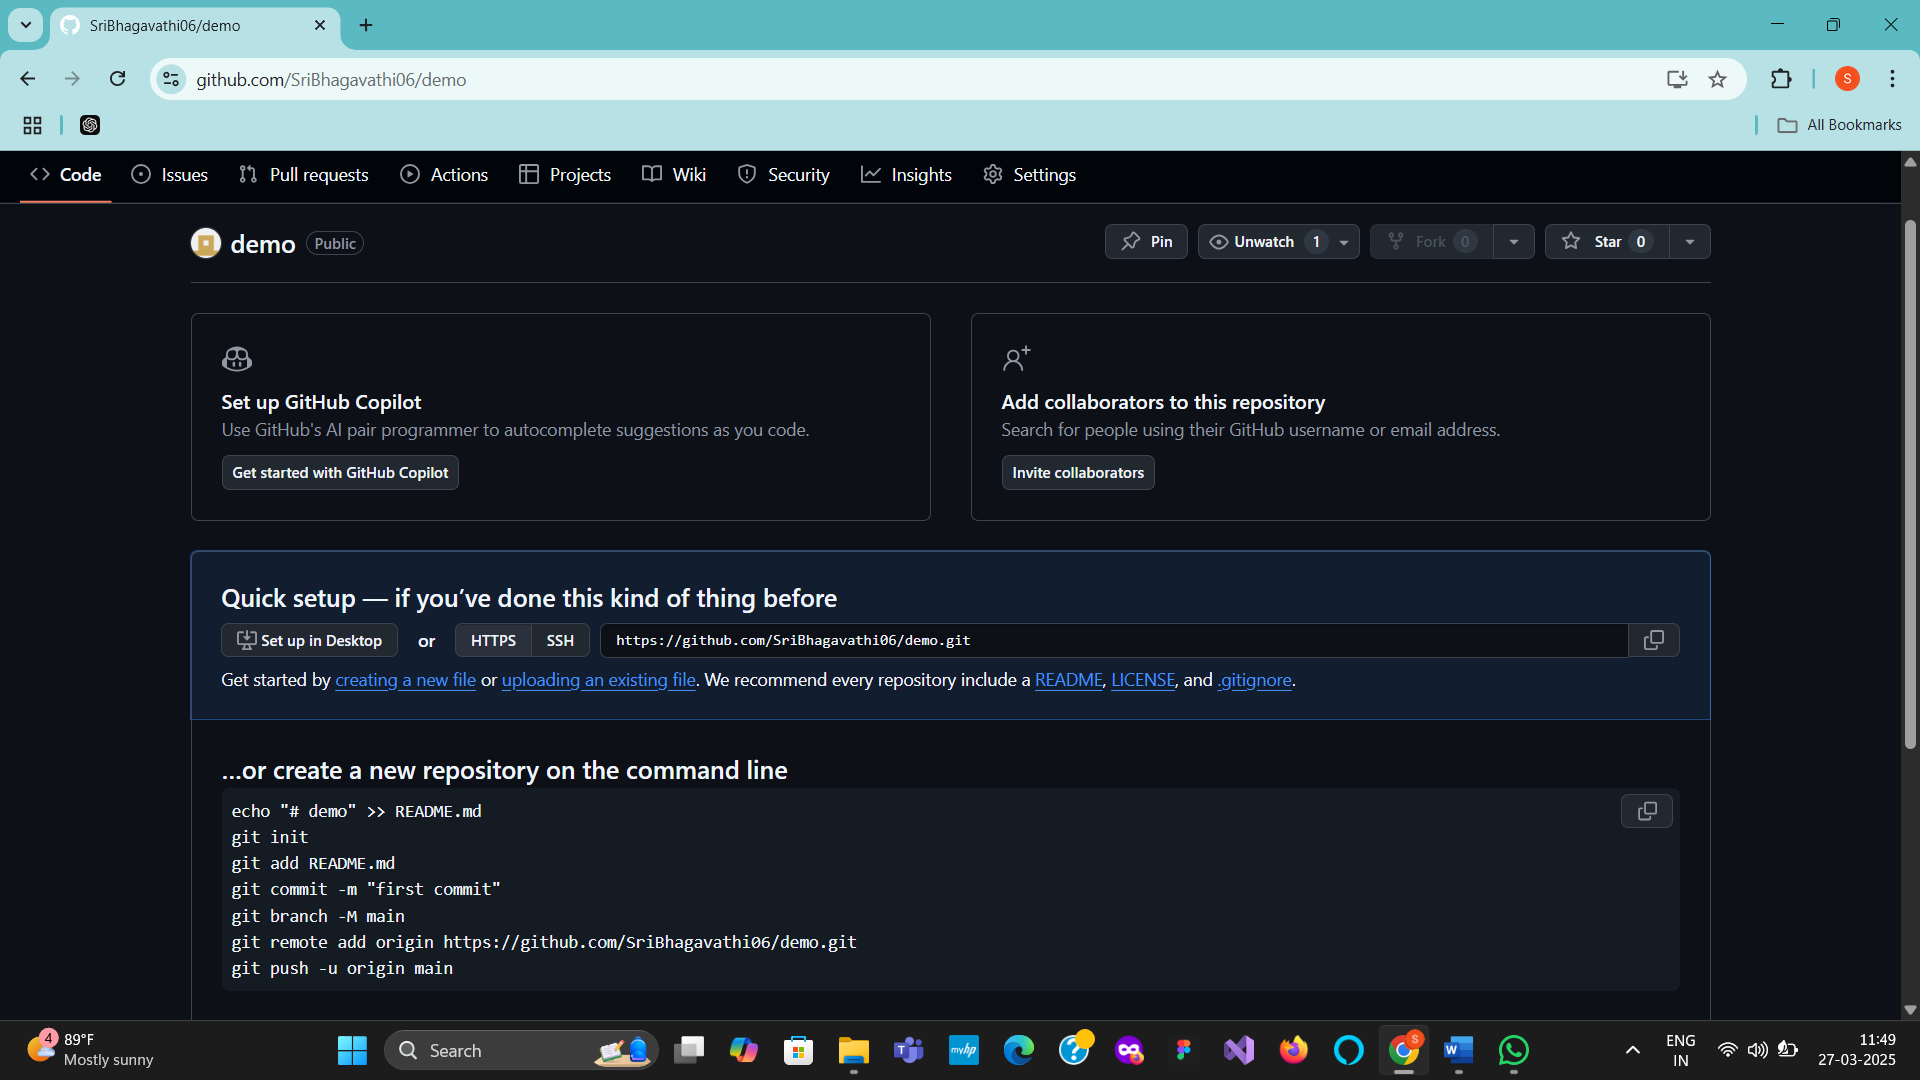 SriBhagavathi06/demo
github.com/SriBhagavathi06/demo
S
All Bookmarks
Code Issues Pull requests Actions Projects Wiki Security Insights Settings
demo Public Pin Unwatch 1 Fork 0 Star 0
Set up GitHub Copilot
Use GitHub's AI pair programmer to autocomplete suggestions as you code.
Get started with GitHub Copilot
Add collaborators to this repository
Search for people using their GitHub username or email address.
Invite collaborators
Quick setup — if you’ve done this kind of thing before
Set up in Desktop or HTTPS SSH https://github.com/SriBhagavathi06/demo.git
Get started by creating a new file or uploading an existing file. We recommend every repository include a README, LICENSE, and .gitignore.
…or create a new repository on the command line
echo "# demo" >> README.md
git init
git add README.md
git commit -m "first commit"
git branch -M main
git remote add origin https://github.com/SriBhagavathi06/demo.git
git push -u origin main
4
89°F
Mostly sunny
Search
myhp
S
W
ENG
IN
11:49
27-03-2025